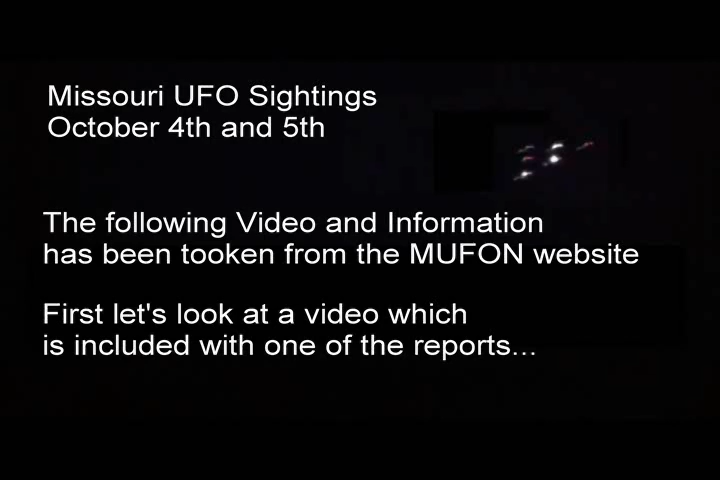 Missouri UFO Sightings
October 4th and 5th
The following Video and Information
has been tooken from the MUFON website
First let's look at a video which
is included with one of the reports...